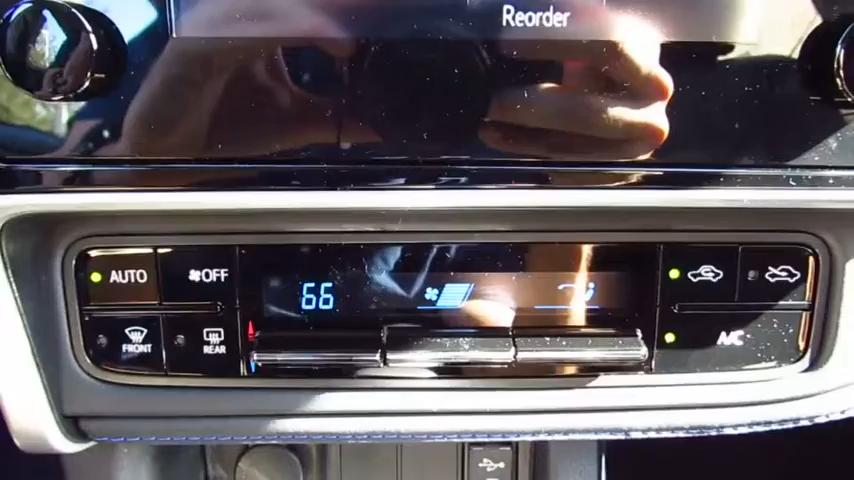 Reorder
AUTO
OFF
66
FRONT
REAR
A/C